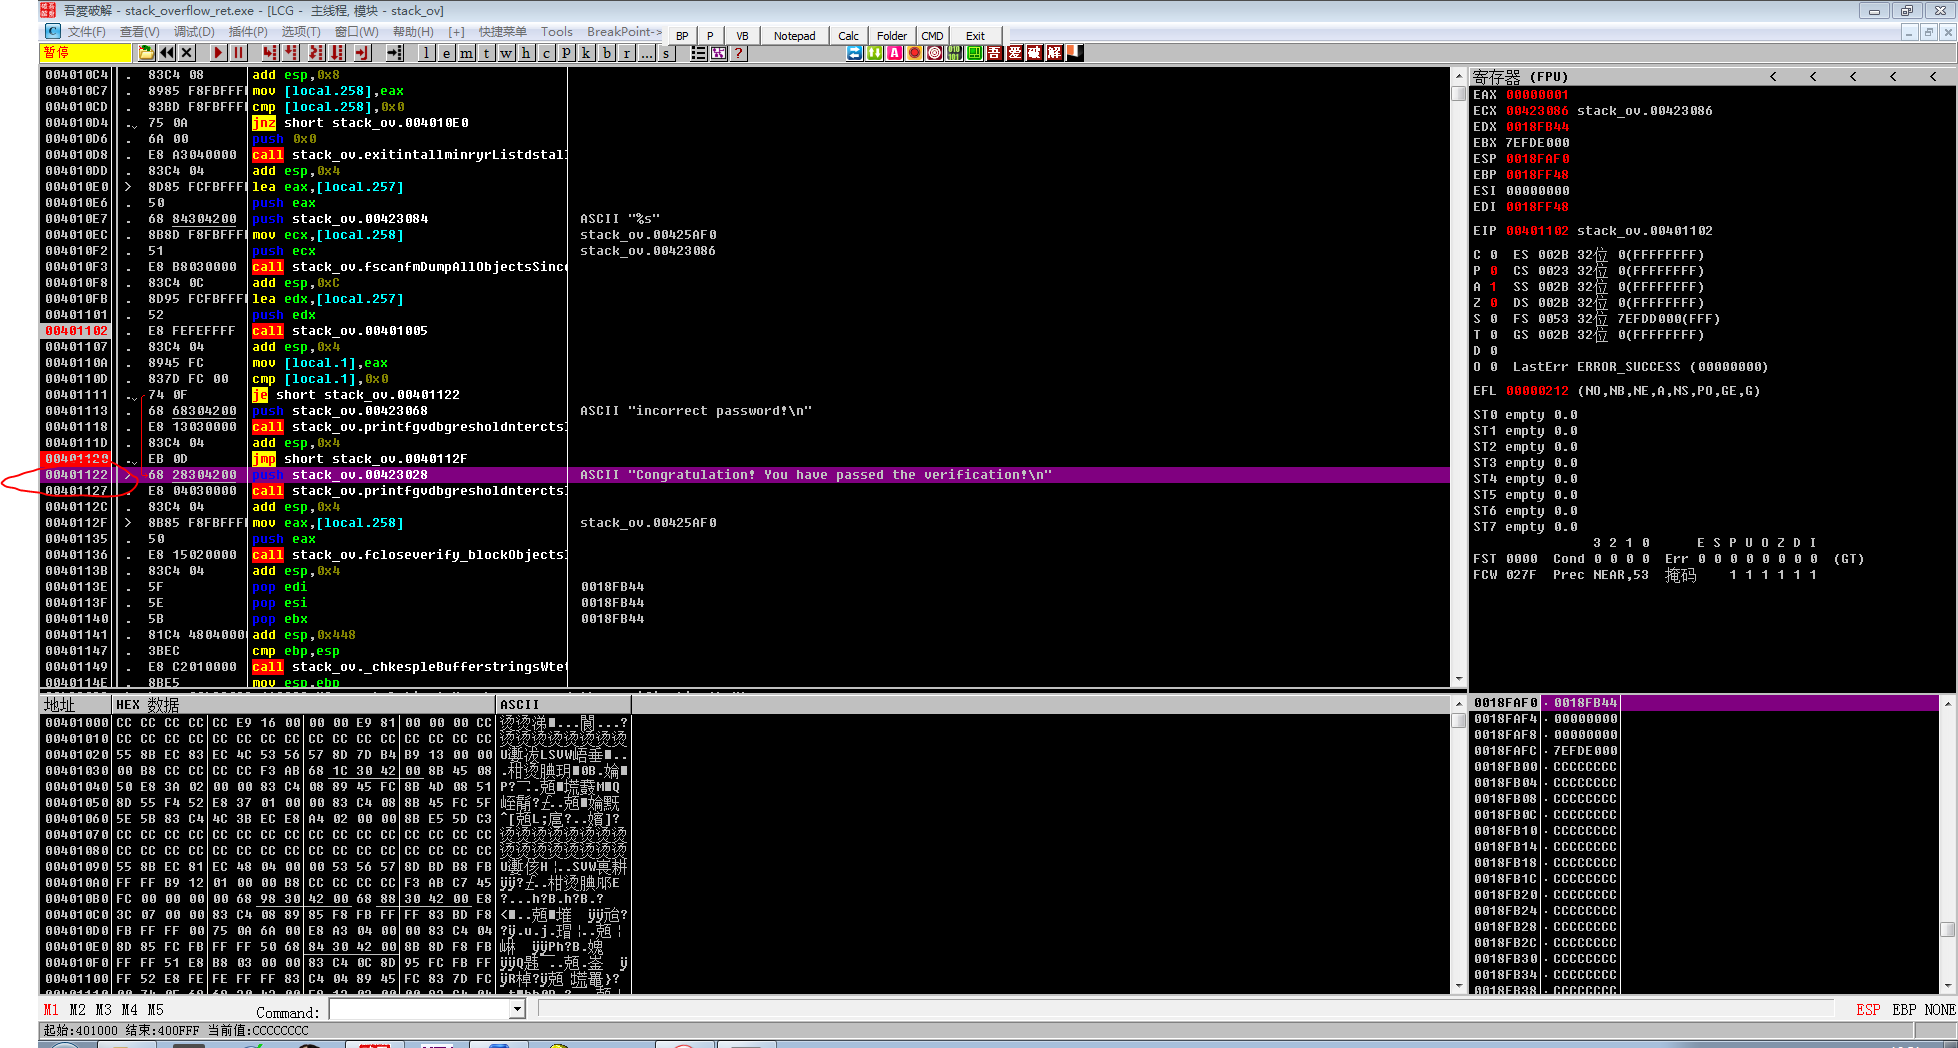 吾愛破解 - stack_overflow_ret.exe - [LCG - 主线程, 模块 - stack_ov]
文件(F) 查看(V) 调试(D) 插件(P) 选项(T) 窗口(W) 帮助(H) [+] 快捷菜单 Tools BreakPoint-> BP P VB Notepad Calc Folder CMD Exit
暂停 l e m t w h c p k b r ... s ? 吾 爱 破 解
004010C4 . 83C4 08 add esp,0x8
004010C7 . 8985 F8FBFFFF mov [local.258],eax
004010CD . 83BD F8FBFFFF cmp [local.258],0x0
004010D4 . 75 0A jnz short stack_ov.004010E0
004010D6 . 6A 00 push 0x0
004010D8 . E8 A3040000 call stack_ov.exitintallminryrListdstal
004010DD . 83C4 04 add esp,0x4
004010E0 > 8D85 FCFBFFFF lea eax,[local.257]
004010E6 . 50 push eax
004010E7 . 68 84304200 push stack_ov.00423084 ASCII "%s"
004010EC . 8B8D F8FBFFFF mov ecx,[local.258] stack_ov.00425AF0
004010F2 . 51 push ecx stack_ov.00423086
004010F3 . E8 B8030000 call stack_ov.fscanfmDumpAllObjectsSince
004010F8 . 83C4 0C add esp,0xC
004010FB . 8D95 FCFBFFFF lea edx,[local.257]
00401101 . 52 push edx
00401102 . E8 FEFEFFFF call stack_ov.00401005
00401107 . 83C4 04 add esp,0x4
0040110A . 8945 FC mov [local.1],eax
0040110D . 837D FC 00 cmp [local.1],0x0
00401111 . 74 0F je short stack_ov.00401122
00401113 . 68 68304200 push stack_ov.00423068 ASCII "incorrect password!\n"
00401118 . E8 13030000 call stack_ov.printfgvdbgresholdntercts
0040111D . 83C4 04 add esp,0x4
00401120 . EB 0D jmp short stack_ov.0040112F
00401122 > 68 28304200 push stack_ov.00423028 ASCII "Congratulation! You have passed the verification!\n"
00401127 . E8 04030000 call stack_ov.printfgvdbgresholdntercts
0040112C . 83C4 04 add esp,0x4
0040112F > 8B85 F8FBFFFF mov eax,[local.258] stack_ov.00425AF0
00401135 . 50 push eax
00401136 . E8 15020000 call stack_ov.fcloseverify_blockObjects
0040113B . 83C4 04 add esp,0x4
0040113E . 5F pop edi 0018FB44
0040113F . 5E pop esi 0018FB44
00401140 . 5B pop ebx 0018FB44
00401141 . 81C4 48040000 add esp,0x448
00401147 . 3BEC cmp ebp,esp
00401149 . E8 C2010000 call stack_ov._chkespleBufferstringsWtet
0040114E . 8BE5 mov esp,ebp
寄存器 (FPU) < < < < <
EAX 00000001
ECX 00423086 stack_ov.00423086
EDX 0018FB44
EBX 7EFDE000
ESP 0018FAF0
EBP 0018FF48
ESI 00000000
EDI 0018FF48
EIP 00401102 stack_ov.00401102
C 0 ES 002B 32位 0(FFFFFFFF)
P 0 CS 0023 32位 0(FFFFFFFF)
A 1 SS 002B 32位 0(FFFFFFFF)
Z 0 DS 002B 32位 0(FFFFFFFF)
S 0 FS 0053 32位 7EFDD000(FFF)
T 0 GS 002B 32位 0(FFFFFFFF)
D 0
O 0 LastErr ERROR_SUCCESS (00000000)
EFL 00000212 (NO,NB,NE,A,NS,PO,GE,G)
ST0 empty 0.0
ST1 empty 0.0
ST2 empty 0.0
ST3 empty 0.0
ST4 empty 0.0
ST5 empty 0.0
ST6 empty 0.0
ST7 empty 0.0
3 2 1 0 E S P U O Z D I
FST 0000 Cond 0 0 0 0 Err 0 0 0 0 0 0 0 0 (GT)
FCW 027F Prec NEAR,53 掩码 1 1 1 1 1 1
地址 HEX 数据 ASCII
00401000 CC CC CC CC CC E9 16 00 00 00 E9 81 00 00 00 CC
00401010 CC CC CC CC CC CC CC CC CC CC CC CC CC CC CC CC 烫烫烫烫烫烫烫烫
00401020 55 8B EC 83 EC 4C 53 56 57 8D 7D B4 B9 13 00 00
00401030 00 B8 CC CC CC CC F3 AB 68 1C 30 42 00 8B 45 08
00401040 50 E8 3A 02 00 00 83 C4 08 89 45 FC 8B 4D 08 51
00401050 8D 55 F4 52 E8 37 01 00 00 83 C4 08 8B 45 FC 5F
00401060 5E 5B 83 C4 4C 3B EC E8 A4 02 00 00 8B E5 5D C3
00401070 CC CC CC CC CC CC CC CC CC CC CC CC CC CC CC CC 烫烫烫烫烫烫烫烫
00401080 CC CC CC CC CC CC CC CC CC CC CC CC CC CC CC CC 烫烫烫烫烫烫烫烫
00401090 55 8B EC 81 EC 48 04 00 00 53 56 57 8D BD B8 FB
004010A0 FF FF B9 12 01 00 00 B8 CC CC CC CC F3 AB C7 45
004010B0 FC 00 00 00 00 68 98 30 42 00 68 88 30 42 00 E8 ?...h?B.h?B.?
004010C0 3C 07 00 00 83 C4 08 89 85 F8 FB FF FF 83 BD F8
004010D0 FB FF FF 00 75 0A 6A 00 E8 A3 04 00 00 83 C4 04
004010E0 8D 85 FC FB FF FF 50 68 84 30 42 00 8B 8D F8 FB
004010F0 FF FF 51 E8 B8 03 00 00 83 C4 0C 8D 95 FC FB FF
00401100 FF 52 E8 FE FE FF FF 83 C4 04 89 45 FC 83 7D FC
0018FAF0 0018FB44
0018FAF4 00000000
0018FAF8 00000000
0018FAFC 7EFDE000
0018FB00 CCCCCCCC
0018FB04 CCCCCCCC
0018FB08 CCCCCCCC
0018FB0C CCCCCCCC
0018FB10 CCCCCCCC
0018FB14 CCCCCCCC
0018FB18 CCCCCCCC
0018FB1C CCCCCCCC
0018FB20 CCCCCCCC
0018FB24 CCCCCCCC
0018FB28 CCCCCCCC
0018FB2C CCCCCCCC
0018FB30 CCCCCCCC
0018FB34 CCCCCCCC
0018FB38 CCCCCCCC
M1 M2 M3 M4 M5 Command: ESP EBP NONE
起始:401000 结束:400FFF 当前值:CCCCCCCC